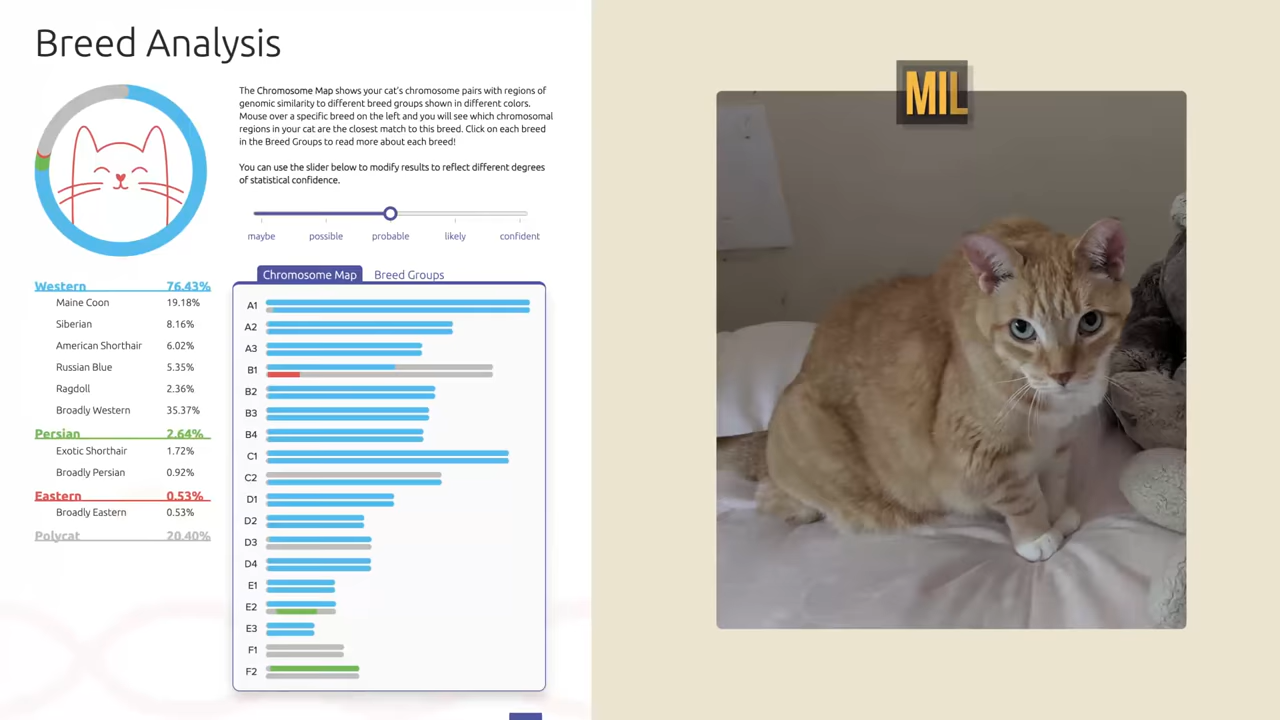 Breed Analysis
The Chromosome Map shows your cat's chromosome pairs with regions of
genomic similarity to different breed groups shown in different colors.
Mouse over a specific breed on the left and you will see which chromosomal
regions in your cat are the closest match to this breed. Click on each breed
in the Breed Groups to read more about each breed!
You can use the slider below to modify results to reflect different degrees
of statistical confidence.
maybe possible probable likely confident
Western 76.43%
Maine Coon 19.18%
Siberian 8.16%
American Shorthair 6.02%
Russian Blue 5.35%
Ragdoll 2.36%
Broadly Western 35.37%
Persian 2.64%
Exotic Shorthair 1.72%
Broadly Persian 0.92%
Eastern 0.53%
Broadly Eastern 0.53%
Polycat 20.40%
Chromosome Map Breed Groups
A1
A2
A3
B1
B2
B3
B4
C1
C2
D1
D2
D3
D4
E1
E2
E3
F1
F2
MIL